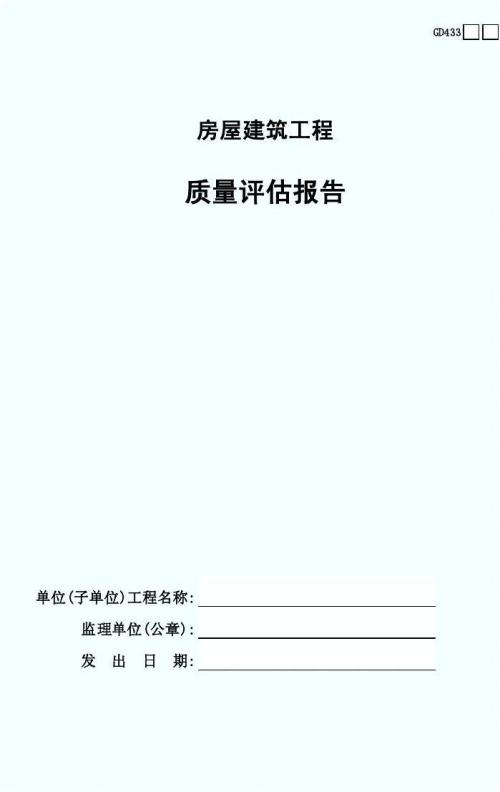 GD433□□
房屋建筑工程
质量评估报告
单位(子单位)工程名称:
监理单位(公章):
发出日期: